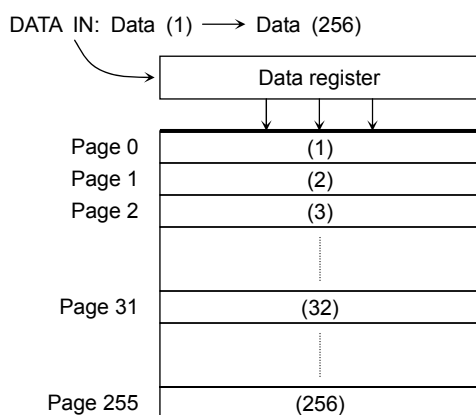 DATA IN: Data (1) → Data (256)
Data register
Page 0 (1)
Page 1 (2)
Page 2 (3)
Page 31 (32)
Page 255 (256)